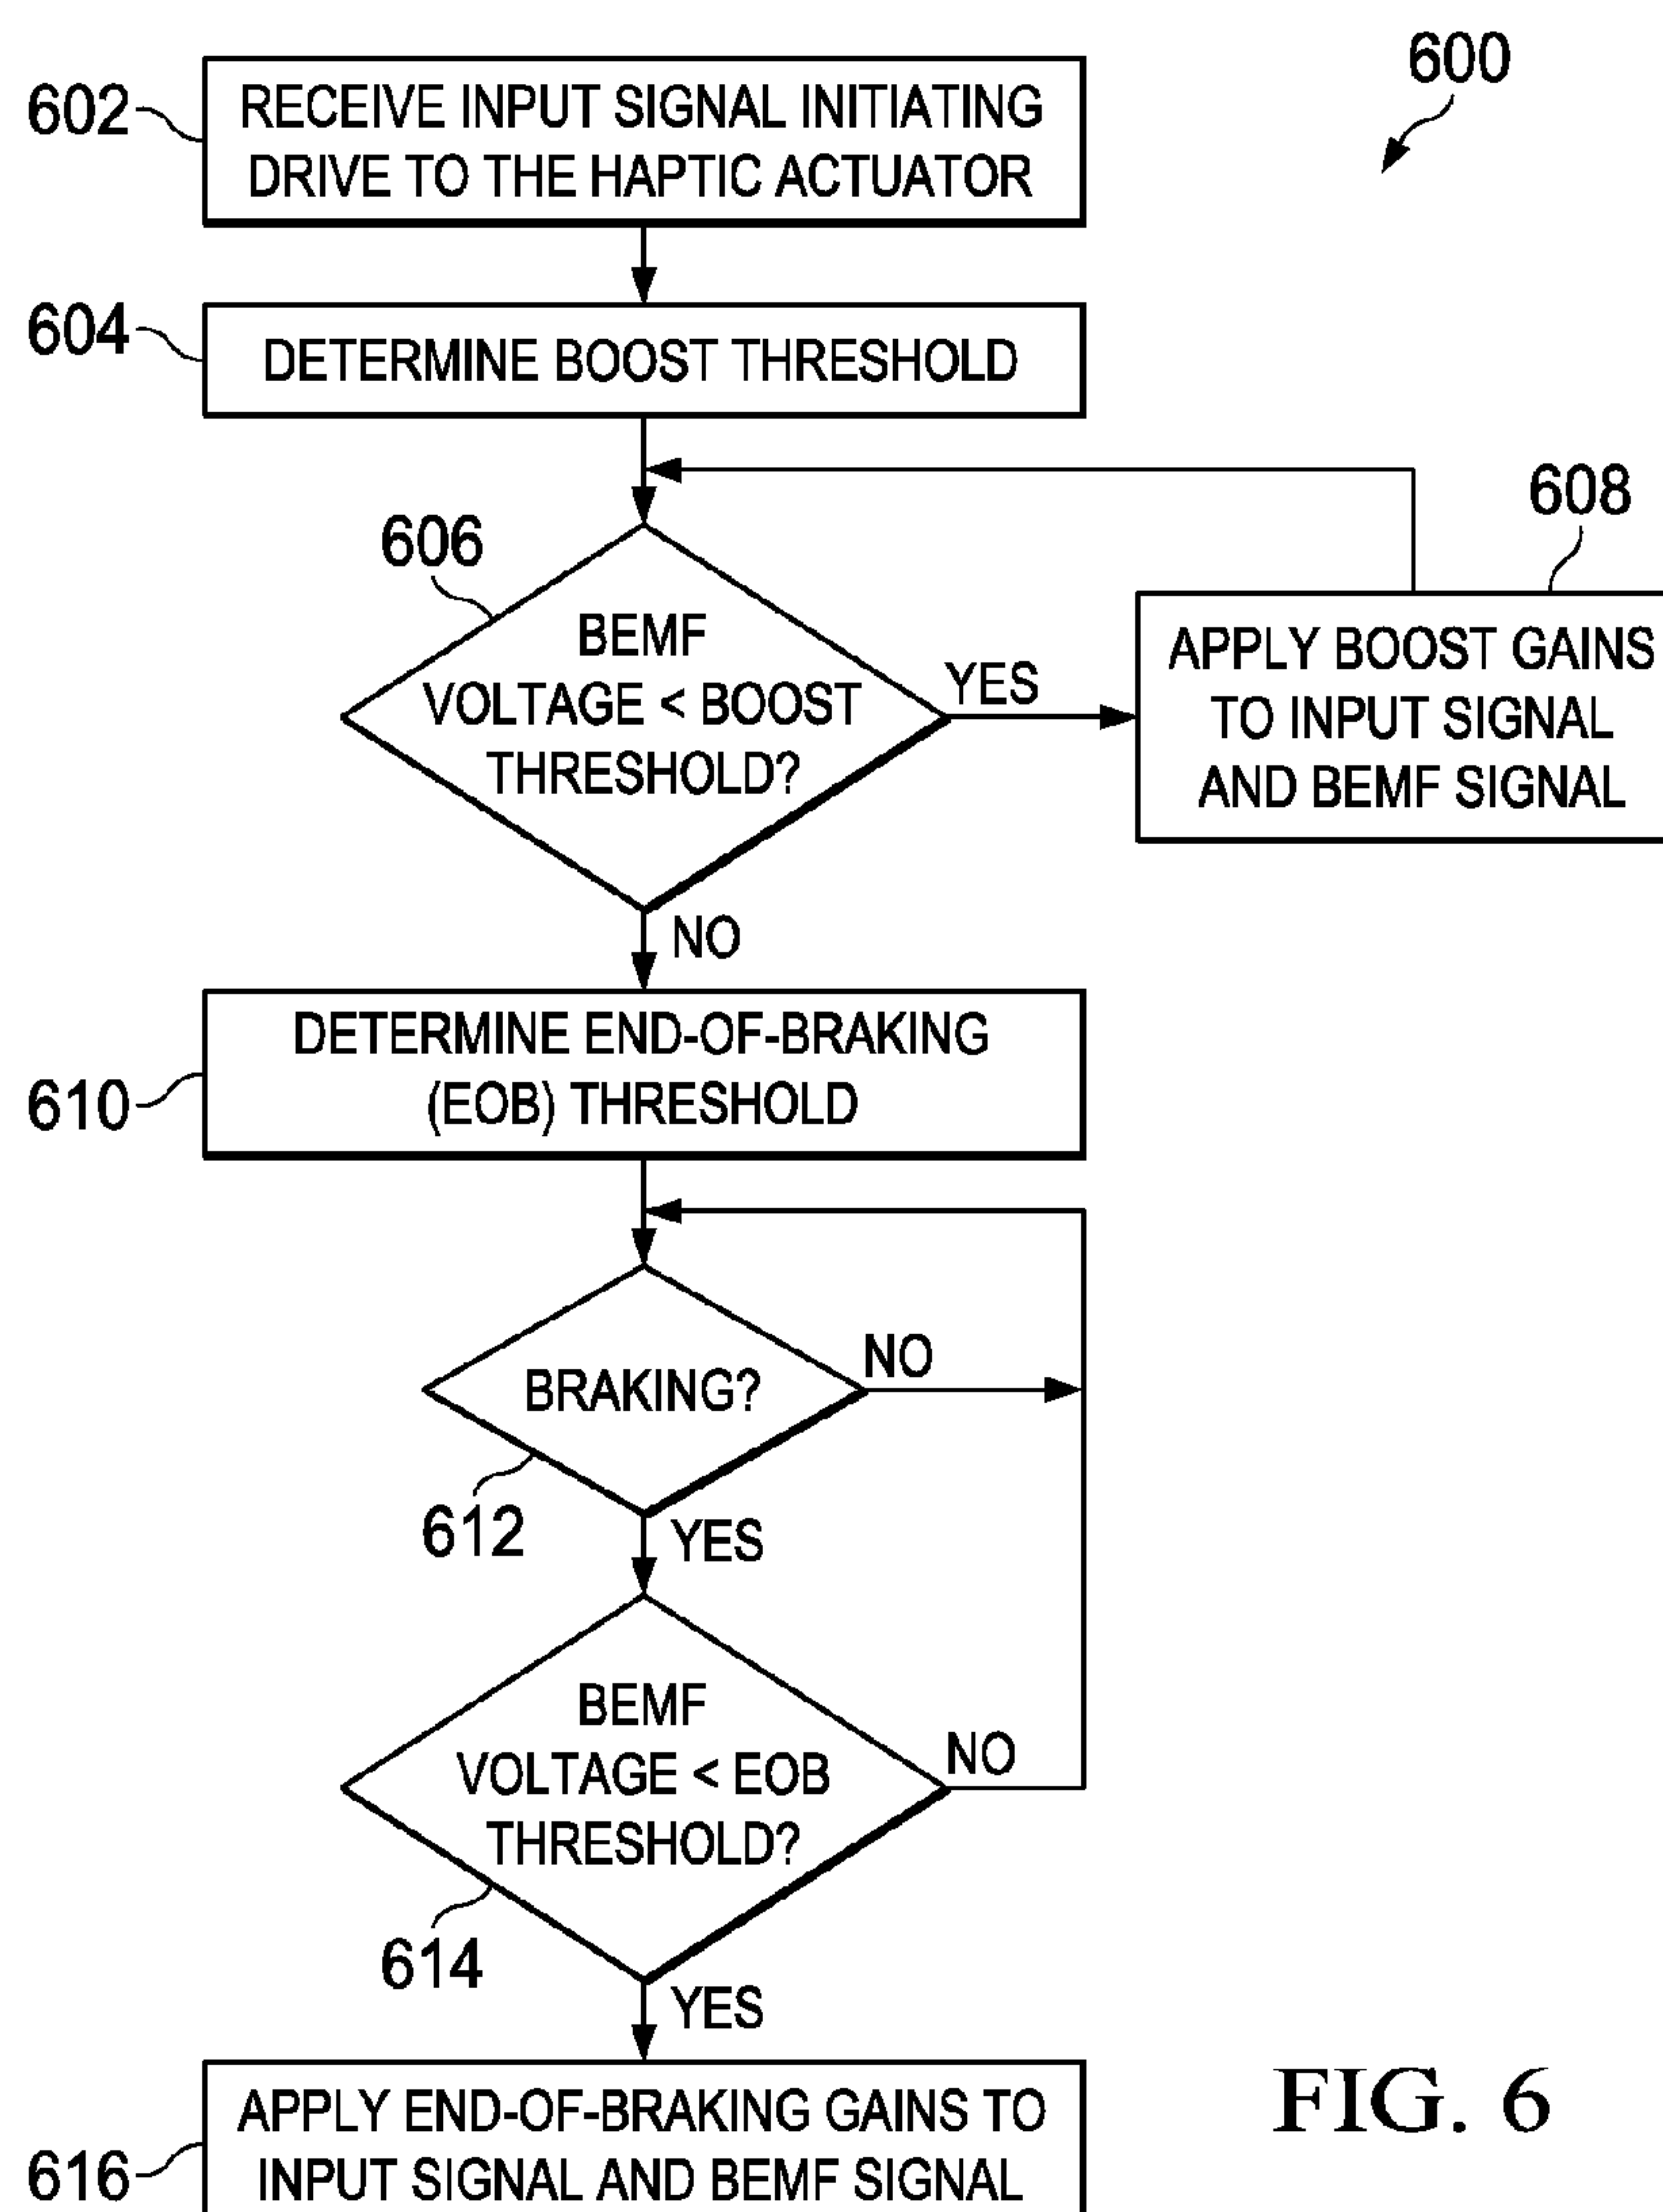 600
602
RECEIVE INPUT SIGNAL INITIATING
DRIVE TO THE HAPTIC ACTUATOR
604
DETERMINE BOOST THRESHOLD
606
BEMF
VOLTAGE < BOOST
THRESHOLD?
YES
608
APPLY BOOST GAINS
TO INPUT SIGNAL
AND BEMF SIGNAL
NO
610
DETERMINE END-OF-BRAKING
(EOB) THRESHOLD
BRAKING?
NO
612
YES
BEMF
VOLTAGE < EOB
THRESHOLD?
NO
614
YES
616
APPLY END-OF-BRAKING GAINS TO
INPUT SIGNAL AND BEMF SIGNAL
FIG. 6